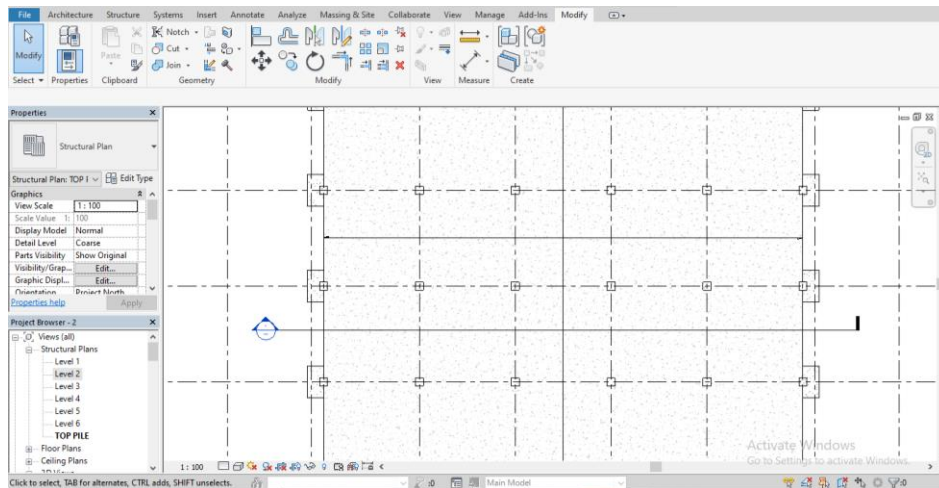 File Architecture Structure Systems Insert Annotate Analyze Massing & Site Collaborate View Manage Add-Ins Modify
Modify
Paste
Notch
Cut
Join
Select Properties Clipboard Geometry Modify View Measure Create
Properties
Structural Plan
Structural Plan: TOP Edit Type
Graphics
View Scale 1 : 100
Scale Value 1: 100
Display Model Normal
Detail Level Coarse
Parts Visibility Show Original
Visibility/Grap... Edit...
Graphic Displ... Edit...
Orientation Project North
Properties help Apply
Project Browser - 2
Views (all)
Structural Plans
Level 1
Level 2
Level 3
Level 4
Level 5
Level 6
TOP PILE
Floor Plans
Ceiling Plans
3D Views
Activate Windows
Go to Settings to activate Windows.
1 : 100
Click to select, TAB for alternates, CTRL adds, SHIFT unselects. :0 Main Model :0